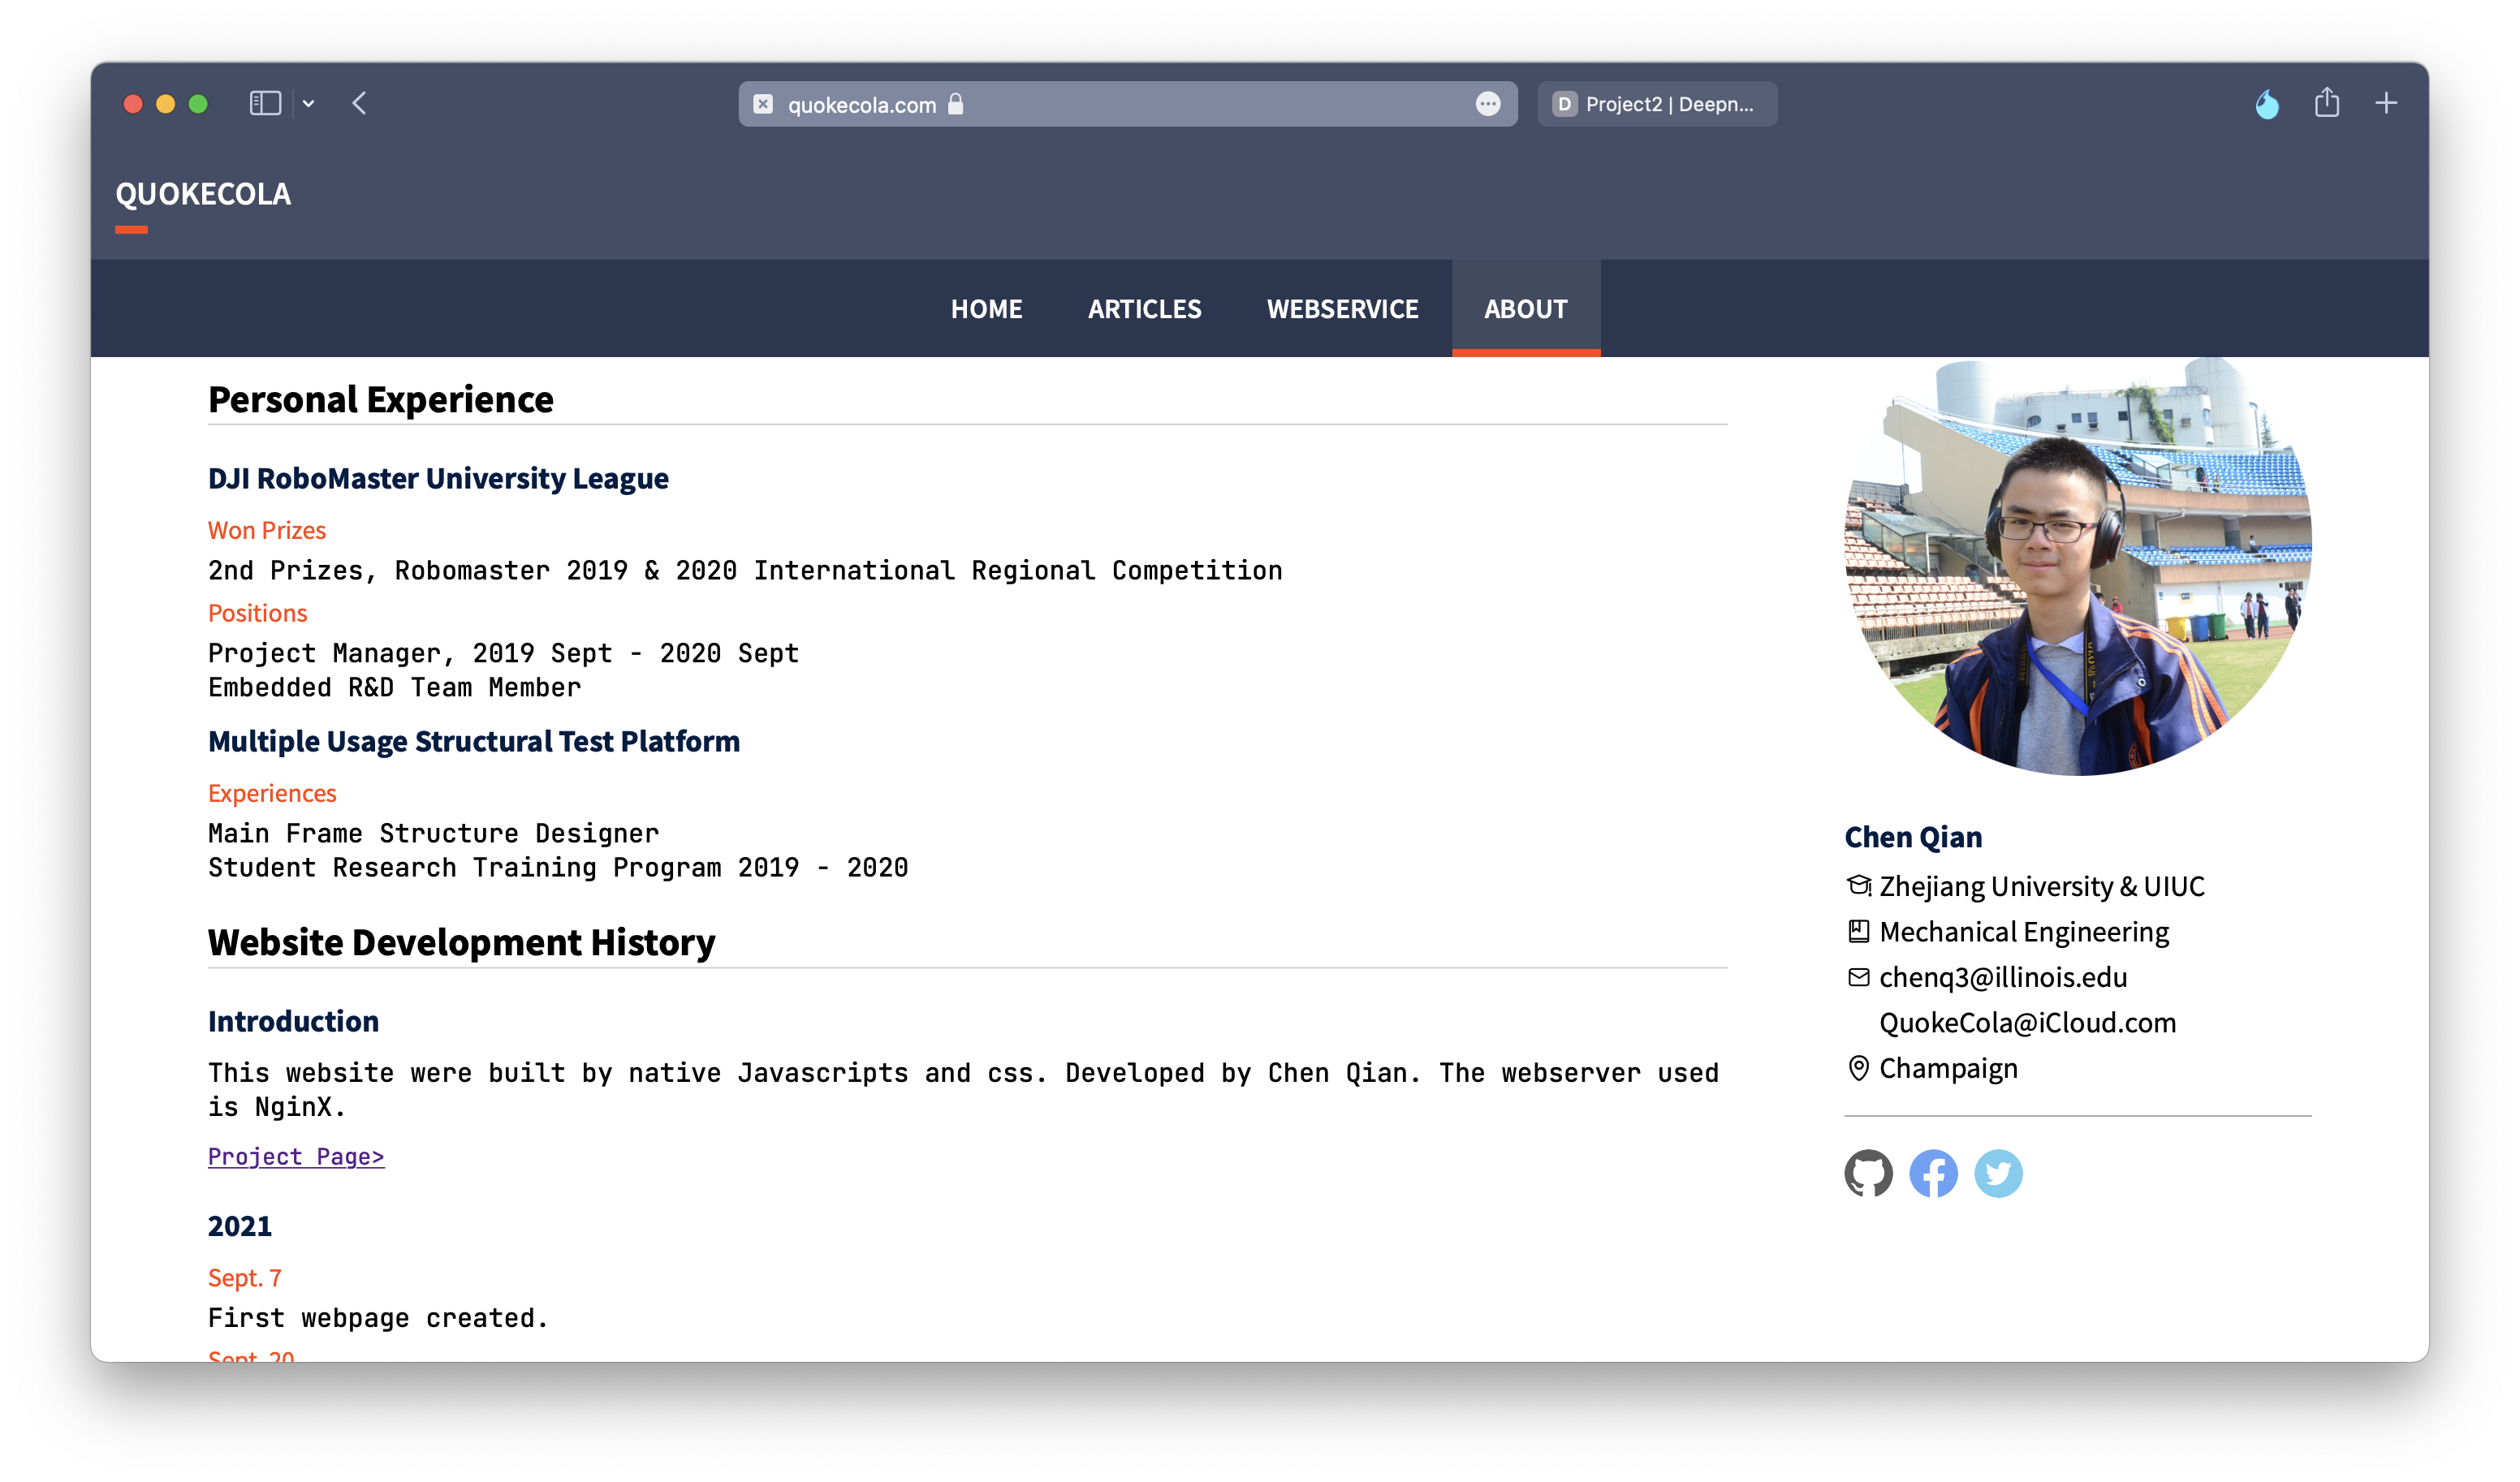 quokecola.com
D Project2 | Deepn...
QUOKECOLA
HOME ARTICLES WEBSERVICE ABOUT
Personal Experience
DJI RoboMaster University League
Won Prizes
2nd Prizes, Robomaster 2019 & 2020 International Regional Competition
Positions
Project Manager, 2019 Sept - 2020 Sept
Embedded R&D Team Member
Multiple Usage Structural Test Platform
Experiences
Main Frame Structure Designer
Student Research Training Program 2019 - 2020
Website Development History
Introduction
This website were built by native Javascripts and css. Developed by Chen Qian. The webserver used
is NginX.
Project Page>
2021
Sept. 7
First webpage created.
Sept. 20
Chen Qian
Zhejiang University & UIUC
Mechanical Engineering
chenq3@illinois.edu
QuokeCola@iCloud.com
Champaign